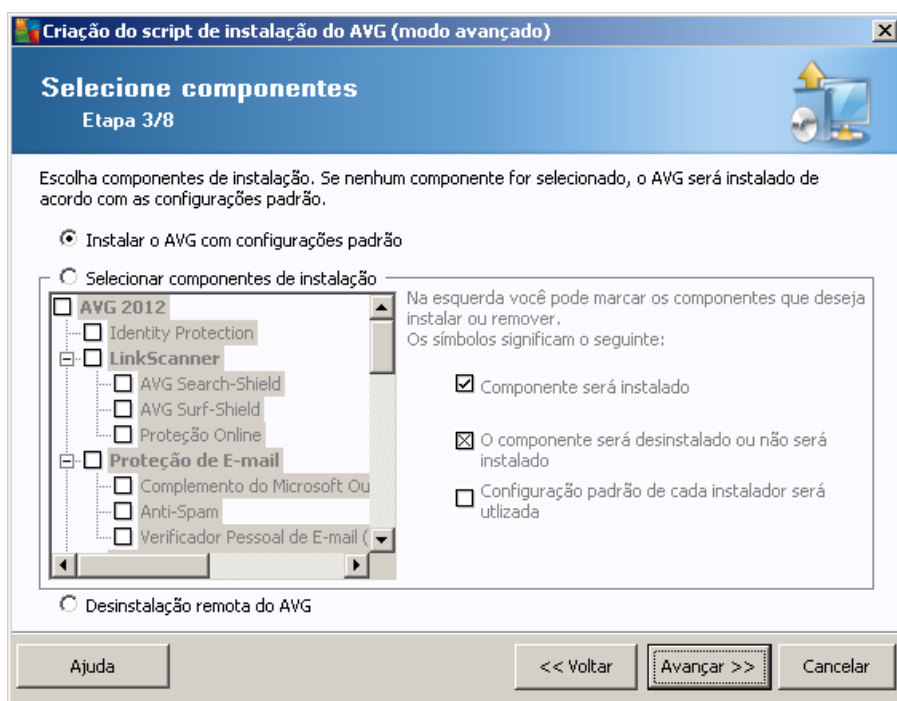 Criação do script de instalação do AVG (modo avançado)
Selecione componentes
Etapa 3/8
Escolha componentes de instalação. Se nenhum componente for selecionado, o AVG será instalado de
acordo com as configurações padrão.
Instalar o AVG com configurações padrão
Selecionar componentes de instalação
AVG 2012
Identity Protection
LinkScanner
AVG Search-Shield
AVG Surf-Shield
Proteção Online
Proteção de E-mail
Complemento do Microsoft Ou
Anti-Spam
Verificador Pessoal de E-mail (
Na esquerda você pode marcar os componentes que deseja
instalar ou remover.
Os símbolos significam o seguinte:
Componente será instalado
O componente será desinstalado ou não será
instalado
Configuração padrão de cada instalador será
utlizada
Desinstalação remota do AVG
Ajuda
<< Voltar
Avançar >>
Cancelar